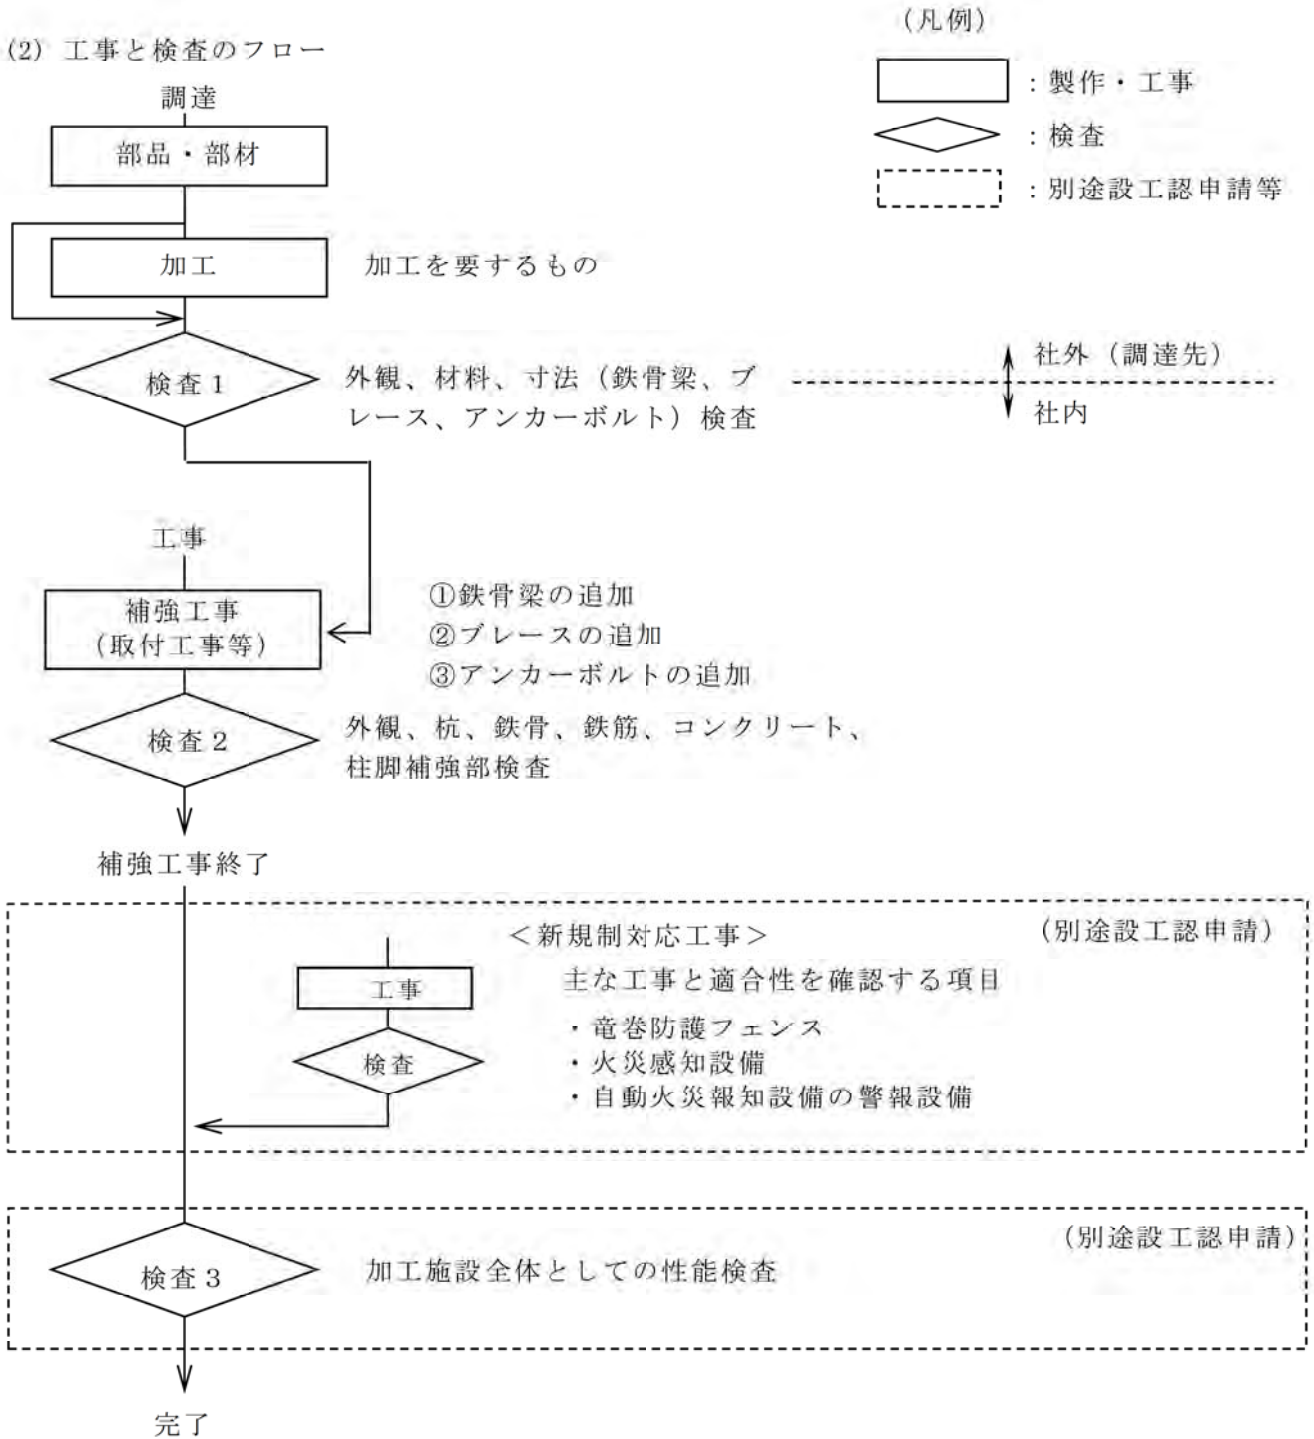 (2) 工事と検査のフロー
(凡例)
:製作・工事
:検査
:別途設工認申請等
調達
部品・部材
加工
加工を要するもの
検査1
外観、材料、寸法(鉄骨梁、ブ
レース、アンカーボルト)検査
社外(調達先)
社内
工事
補強工事
(取付工事等)
①鉄骨梁の追加
②ブレースの追加
③アンカーボルトの追加
検査2
外観、杭、鉄骨、鉄筋、コンクリート、
柱脚補強部検査
補強工事終了
(別途設工認申請)
<新規制対応工事>
工事
主な工事と適合性を確認する項目
・竜巻防護フェンス
検査
・火災感知設備
・自動火災報知設備の警報設備
(別途設工認申請)
検査3
加工施設全体としての性能検査
完了